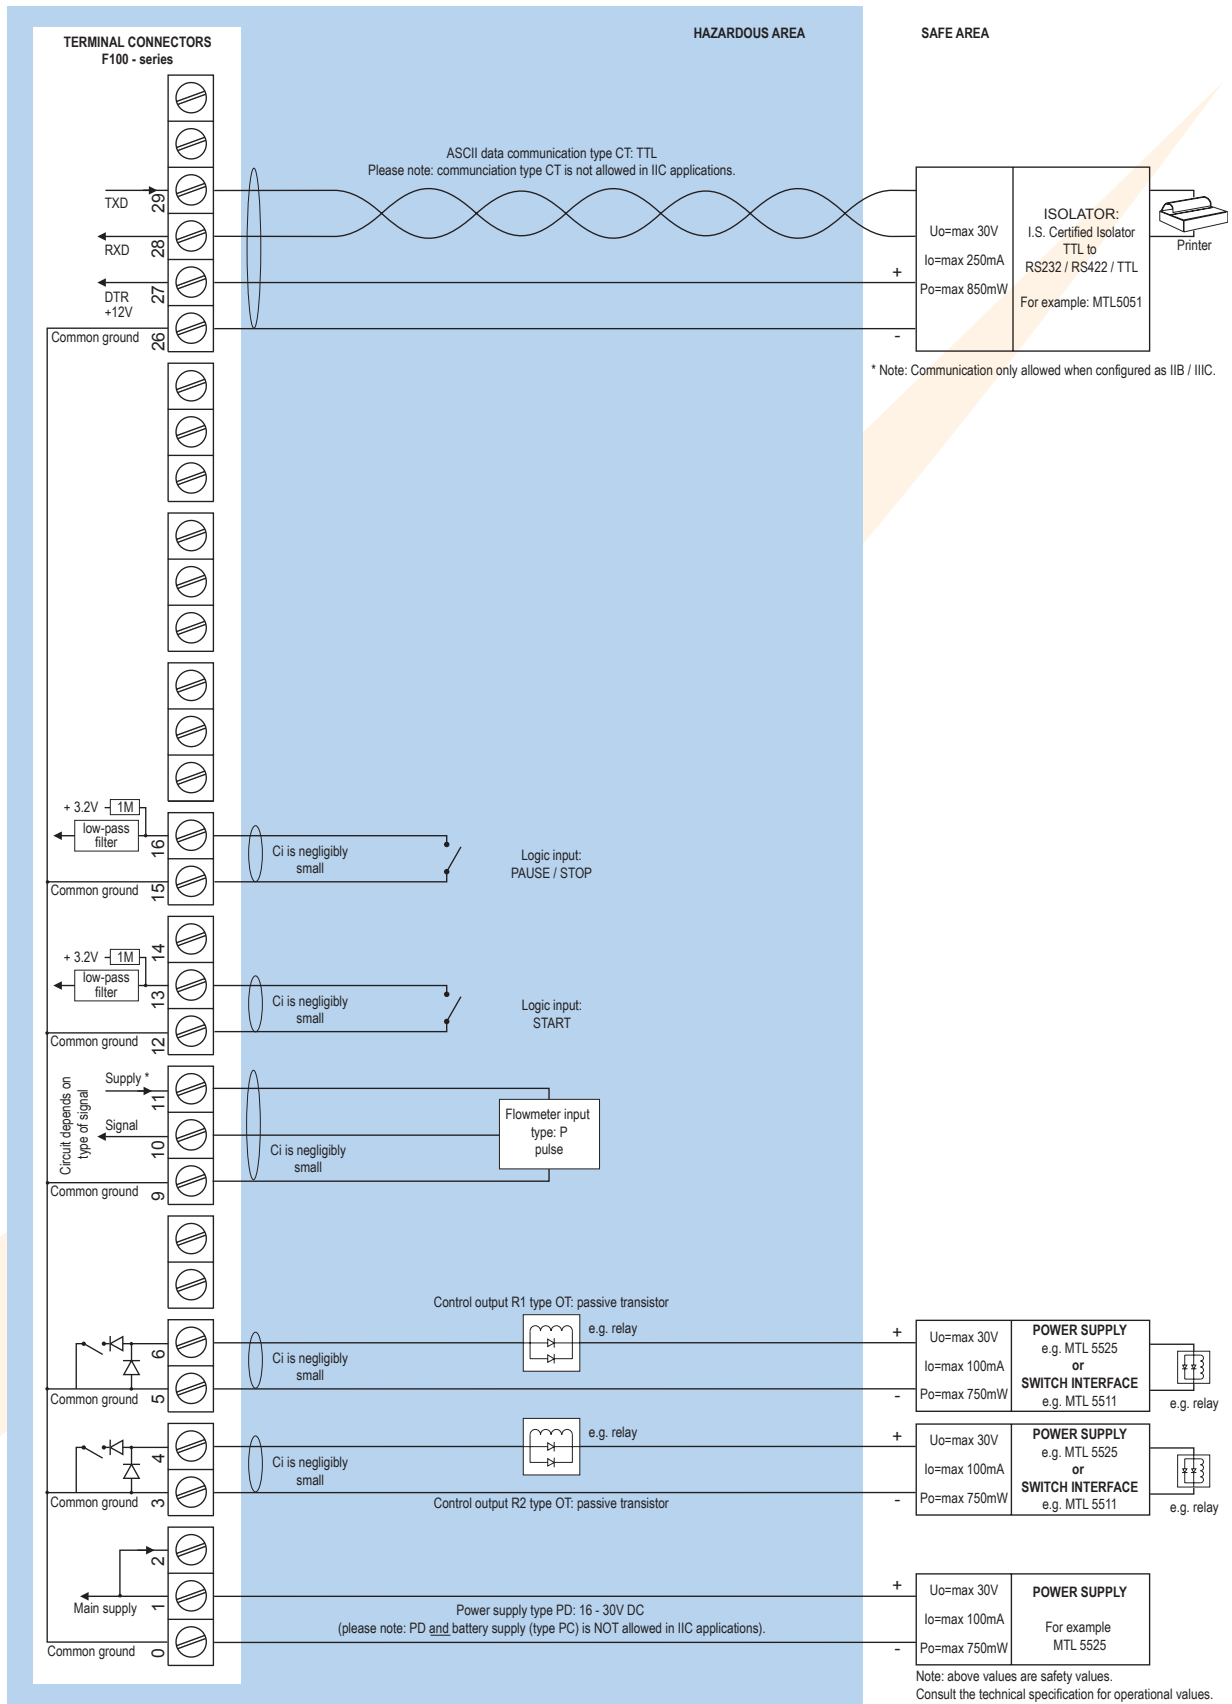 HAZARDOUS AREA
SAFE AREA
TERMINAL CONNECTORS
F100 - series
ASCII data communication type CT: TTL
Please note: communciation type CT is not allowed in IIC applications.
TXD
29
RXD
28
DTR
+12V
27
Common ground
26
+
-
Uo=max 30V
Io=max 250mA
Po=max 850mW
ISOLATOR:
I.S. Certified Isolator
TTL to
RS232 / RS422 / TTL
For example: MTL5051
Printer
* Note: Communication only allowed when configured as IIB / IIIC.
+ 3.2V
1M
low-pass
filter
16
Common ground
15
Ci is negligibly
small
Logic input:
PAUSE / STOP
14
+ 3.2V
1M
low-pass
filter
13
Common ground
12
Ci is negligibly
small
Logic input:
START
Circuit depends on
type of signal
Supply *
11
Signal
10
Common ground
9
Ci is negligibly
small
Flowmeter input
type: P
pulse
Control output R1 type OT: passive transistor
e.g. relay
6
Common ground
5
Ci is negligibly
small
+
-
Uo=max 30V
Io=max 100mA
Po=max 750mW
POWER SUPPLY
e.g. MTL 5525
or
SWITCH INTERFACE
e.g. MTL 5511
e.g. relay
e.g. relay
4
Common ground
3
Ci is negligibly
small
Control output R2 type OT: passive transistor
+
-
Uo=max 30V
Io=max 100mA
Po=max 750mW
POWER SUPPLY
e.g. MTL 5525
or
SWITCH INTERFACE
e.g. MTL 5511
e.g. relay
2
Main supply
1
Common ground
0
Power supply type PD: 16 - 30V DC
(please note: PD and battery supply (type PC) is NOT allowed in IIC applications).
+
-
Uo=max 30V
Io=max 100mA
Po=max 750mW
POWER SUPPLY
For example
MTL 5525
Note: above values are safety values.
Consult the technical specification for operational values.